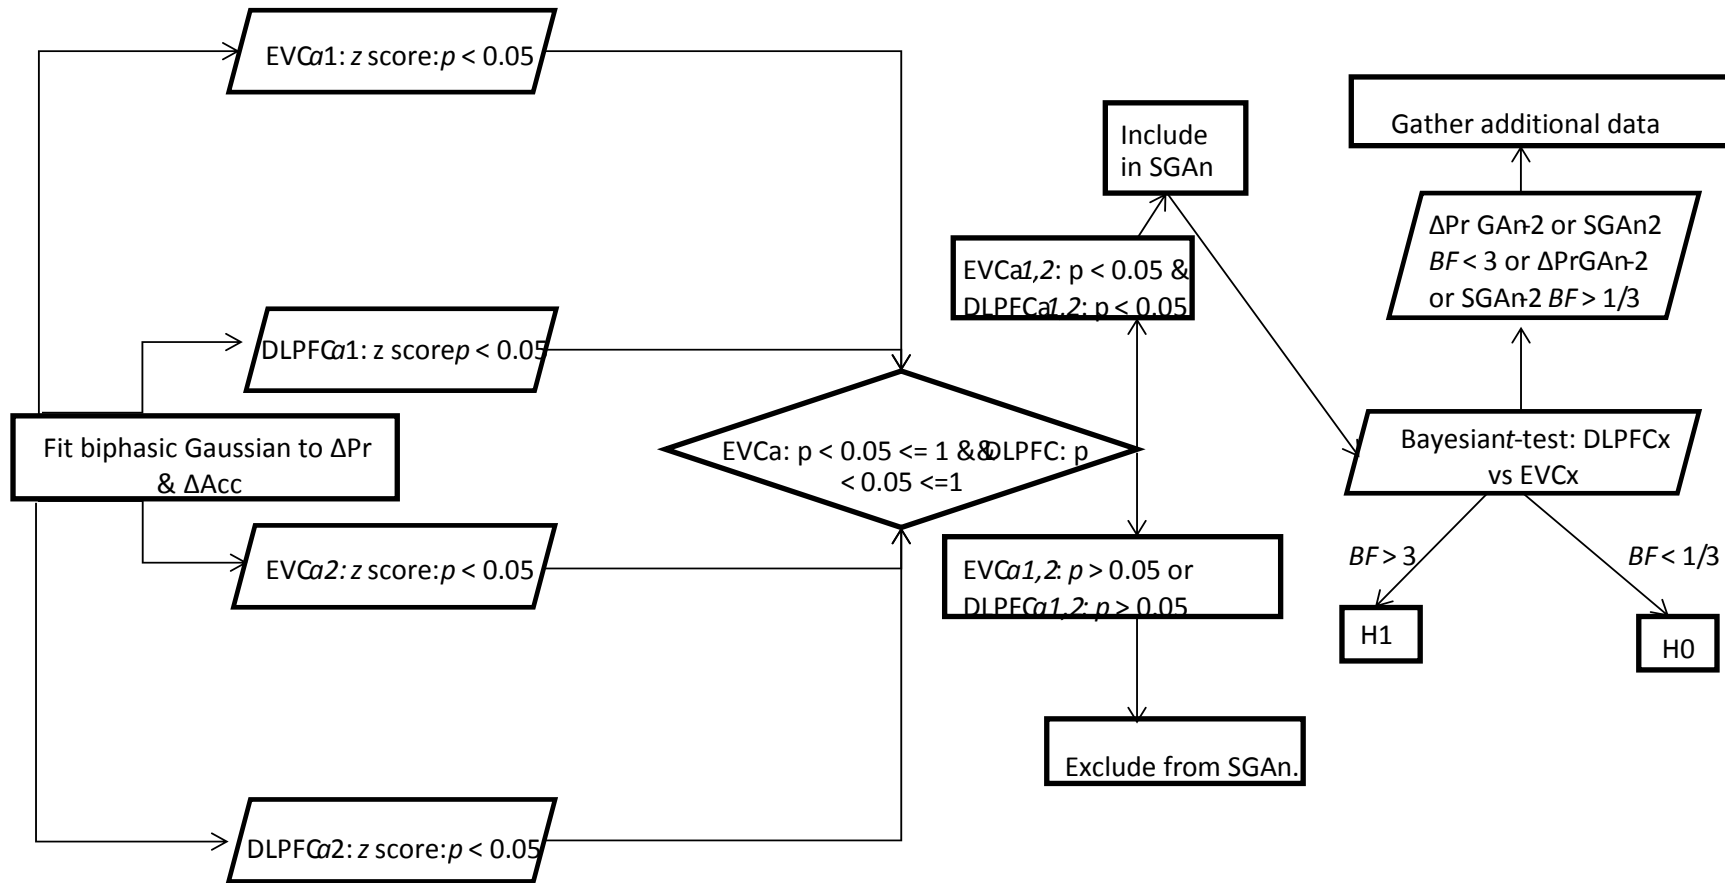 EVCa1: z score: p < 0.05
DLPFCa1: z score p < 0.05
Fit biphasic Gaussian to ΔPr
& ΔAcc
EVCa2: z score: p < 0.05
DLPFCa2: z score: p < 0.05
EVCa: p < 0.05 <= 1 && DLPFC: p
< 0.05 <=1
Include
in SGAn
EVCa1,2: p < 0.05 &
DLPFCa1,2: p < 0.05
EVCa1,2: p > 0.05 or
DLPFCa1,2: p > 0.05
Exclude from SGAn.
Gather additional data
ΔPr GAn-2 or SGAn2
BF < 3 or ΔPrGAn-2
or SGAn-2 BF > 1/3
Bayesian t-test: DLPFCx
vs EVCx
BF > 3
BF < 1/3
H1
H0